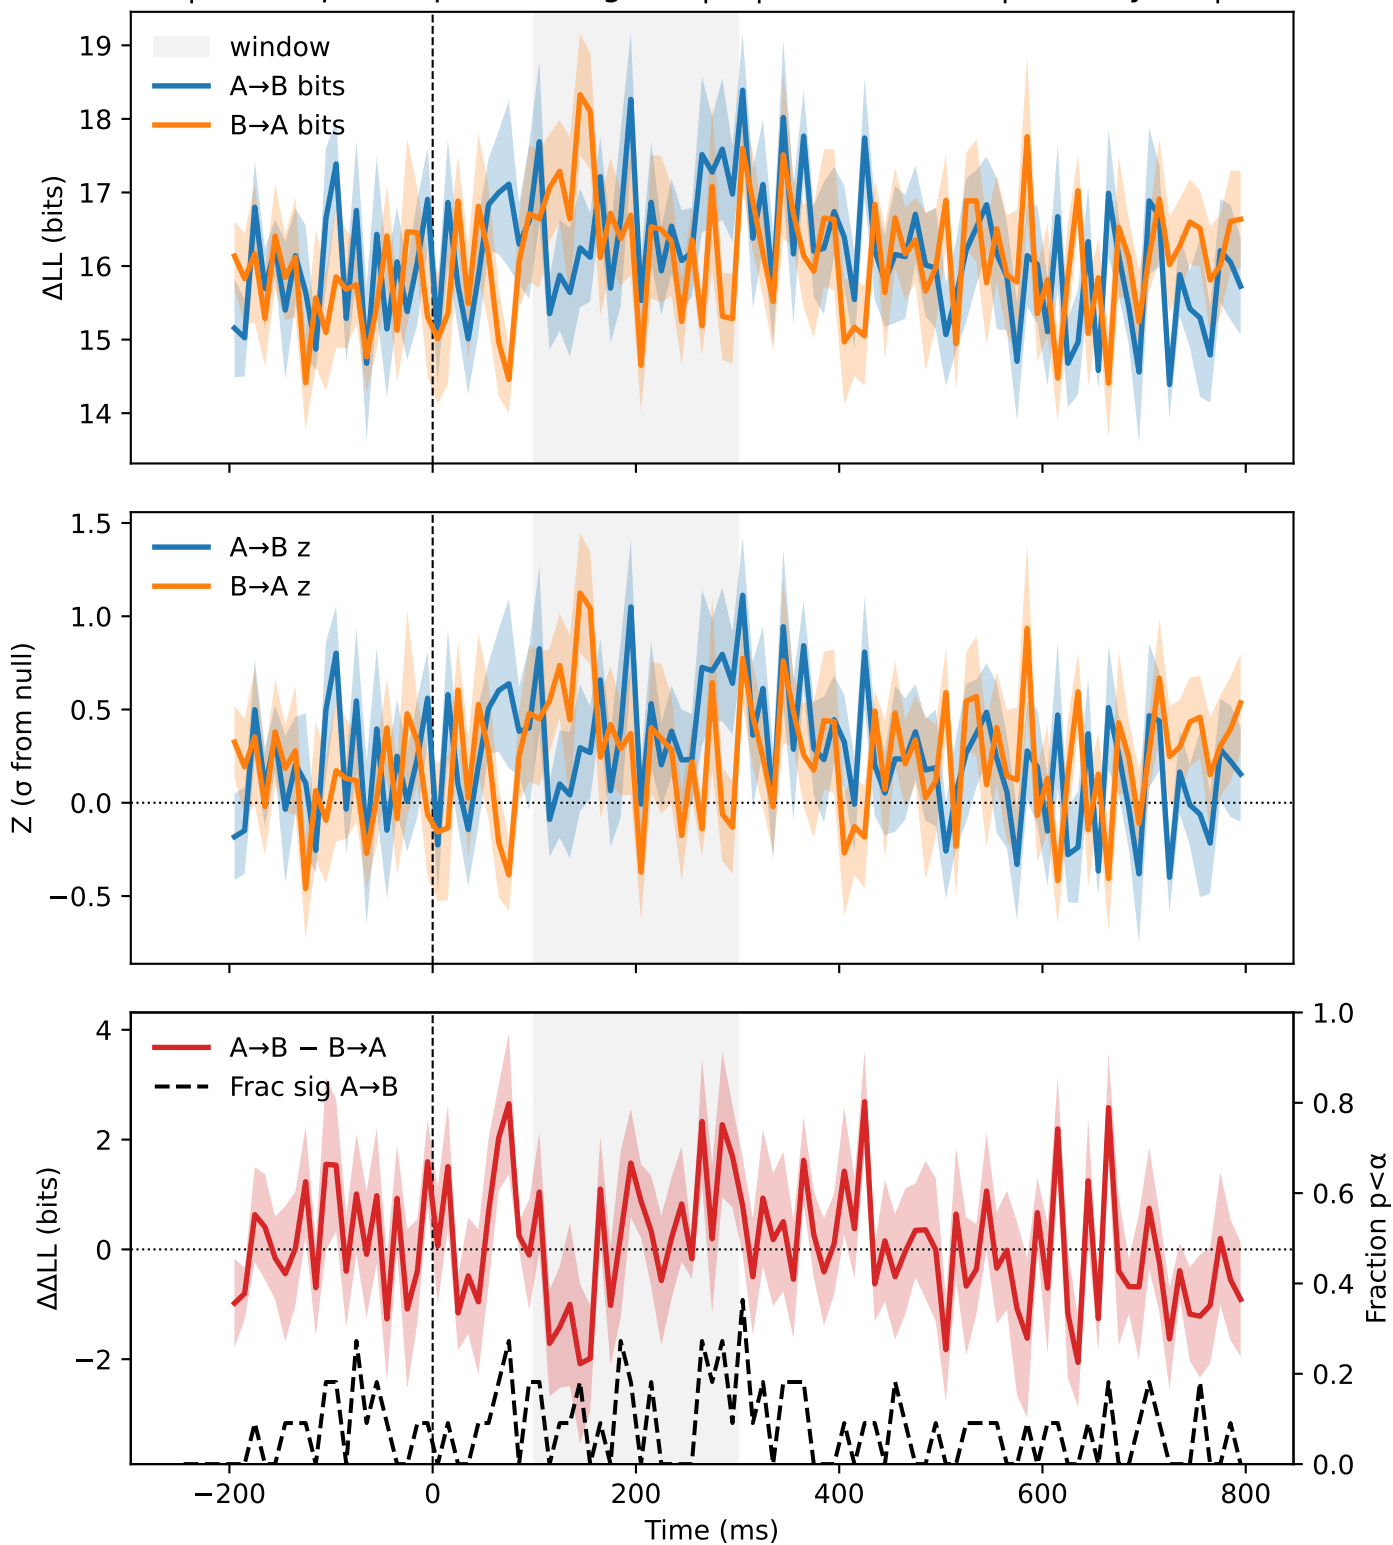 19
18
17
16
15
14
ΔLL (bits)
window
A→B bits
B→A bits
1.5
1.0
0.5
0.0
−0.5
Z (σ from null)
A→B z
B→A z
4
2
0
−2
ΔΔLL (bits)
A→B − B→A
Frac sig A→B
1.0
0.8
0.6
0.4
0.2
0.0
Fraction p<α
−200
0
200
400
600
800
Time (ms)